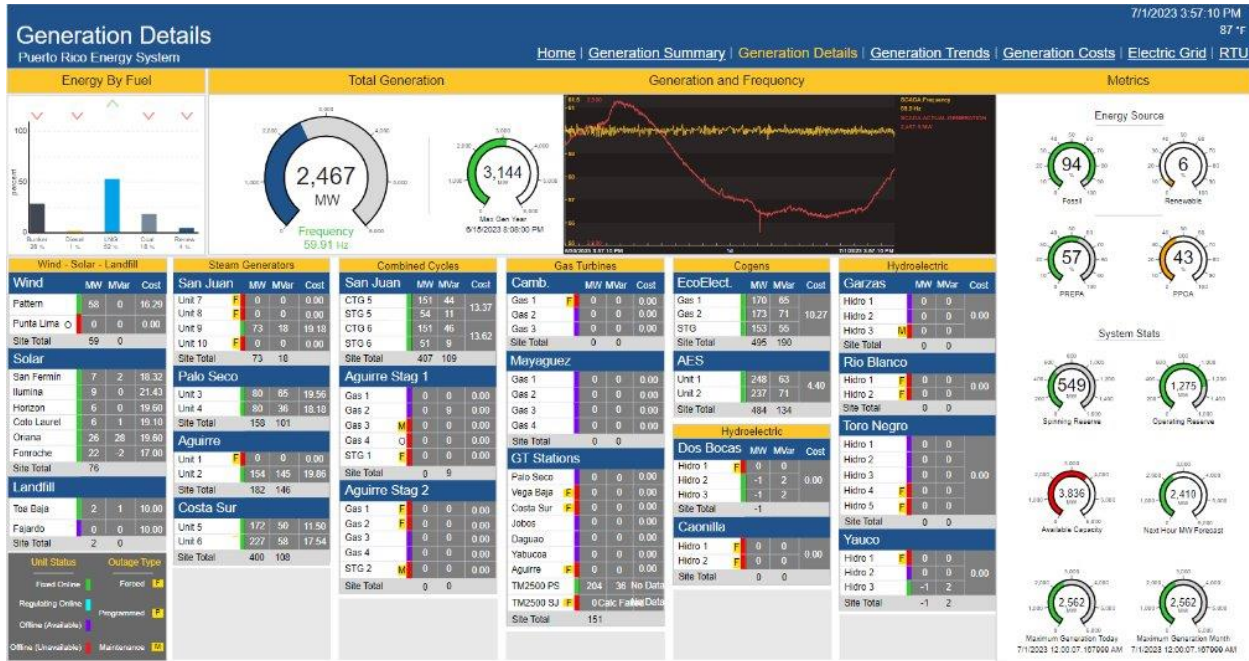 7/1/2023 3:57:10 PM
87 °F
Generation Details
Puerto Rico Energy System
Home | Generation Summary | Generation Details | Generation Trends | Generation Costs | Electric Grid | RTU
Energy By Fuel
Total Generation
Generation and Frequency
Metrics
percent
100
50
Bunker
Diesel
1 %
LNG
Coal
18 %
Renew
2,467
MW
Frequency
59.91 Hz
3,144
MW
Max Gen Year
6/15/2023 8:08:00 PM
SCADA Frequency
SCADA ACTUAL GENERATION
Energy Source
94
%
Fossil
6
%
Renewable
57
%
PREPA
43
%
PPOA
System Stats
549
MW
Spinning Reserve
1,275
MW
Operating Reserve
3,836
MW
Available Capacity
2,410
MW
Next Hour MW Forecast
2,562
MW
Maximum Generation Today
7/1/2023 12:00:07.167999 AM
2,562
MW
Maximum Generation Month
7/1/2023 12:00:07.167999 AM
Wind - Solar - Landfill
Wind MW MVar Cost
Pattern 58 0 16.29
Punta Lima O 0 0 0.00
Site Total 59 0
Solar
San Fermin 7 2 18.32
Ilumina 9 0 21.43
Horizon 6 0 19.60
Coto Laurel 6 1 19.10
Oriana 26 28 19.60
Fonroche 22 -2 17.00
Site Total 76
Landfill
Toa Baja 2 1 10.00
Fajardo 0 0 10.00
Site Total 2 0
Unit Status Outage Type
Fixed Online Forced F
Regulating Online
Programmed P
Offline (Available)
Offline (Unavailable) Maintenance M
Steam Generators
San Juan MW MVar Cost
Unit 7 F 0 0 0.00
Unit 8 F 0 0 0.00
Unit 9 73 18 19.18
Unit 10 F 0 0 0.00
Site Total 73 18
Palo Seco
Unit 3 80 65 19.56
Unit 4 80 36 18.18
Site Total 158 101
Aguirre
Unit 1 F 0 0 0.00
Unit 2 154 145 19.86
Site Total 182 146
Costa Sur
Unit 5 172 50 11.50
Unit 6 227 58 17.54
Site Total 400 108
Combined Cycles
San Juan MW MVar Cost
CTG 5 151 44
13.37
STG 5 54 11
CTG 6 151 46
13.62
STG 6 51 9
Site Total 407 109
Aguirre Stag 1
Gas 1 0 0 0.00
Gas 2 0 9 0.00
Gas 3 M 0 0 0.00
Gas 4 O 0 0 0.00
STG 1 F 0 0 0.00
Site Total 0 9
Aguirre Stag 2
Gas 1 F 0 0 0.00
Gas 2 F 0 0 0.00
Gas 3 0 0 0.00
Gas 4 0 0 0.00
STG 2 M 0 0 0.00
Site Total 0 0
Gas Turbines
Camb. MW MVar Cost
Gas 1 F 0 0 0.00
Gas 2 0 0 0.00
Gas 3 0 0 0.00
Site Total 0 0
Mayaguez
Gas 1 0 0 0.00
Gas 2 0 0 0.00
Gas 3 0 0 0.00
Gas 4 0 0 0.00
Site Total 0 0
GT Stations
Palo Seco 0 0 0.00
Vega Baja F 0 0 0.00
Costa Sur F 0 0 0.00
Jobos 0 0 0.00
Daguao 0 0 0.00
Yabucoa 0 0 0.00
Aguirre F 0 0 0.00
TM2500 PS 204 36 No Data
TM2500 SJ F 0 Calc Failed No Data
Site Total 151
Cogens
EcoElect. MW MVar Cost
Gas 1 170 65
Gas 2 173 71 10.27
STG 153 55
Site Total 495 190
AES
Unit 1 248 63
4.40
Unit 2 237 71
Site Total 484 134
Hydroelectric
Dos Bocas MW MVar Cost
Hidro 1 F 0 0
Hidro 2 -1 2 0.00
Hidro 3 -1 2
Site Total -1
Caonilla
Hidro 1 F 0 0
0.00
Hidro 2 F 0 0
Site Total 0 0
Hydroelectric
Garzas MW MVar Cost
Hidro 1 0 0
Hidro 2 0 0 0.00
Hidro 3 M 0 0
Site Total 0 0
Rio Blanco
Hidro 1 F 0 0
0.00
Hidro 2 F 0 0
Site Total 0 0
Toro Negro
Hidro 1 0 0
Hidro 2 0 0
Hidro 3 0 0 0.00
Hidro 4 F 0 0
Hidro 5 F 0 0
Site Total 0 0
Yauco
Hidro 1 F 0 0
Hidro 2 0 0 0.00
Hidro 3 -1 2
Site Total -1 2